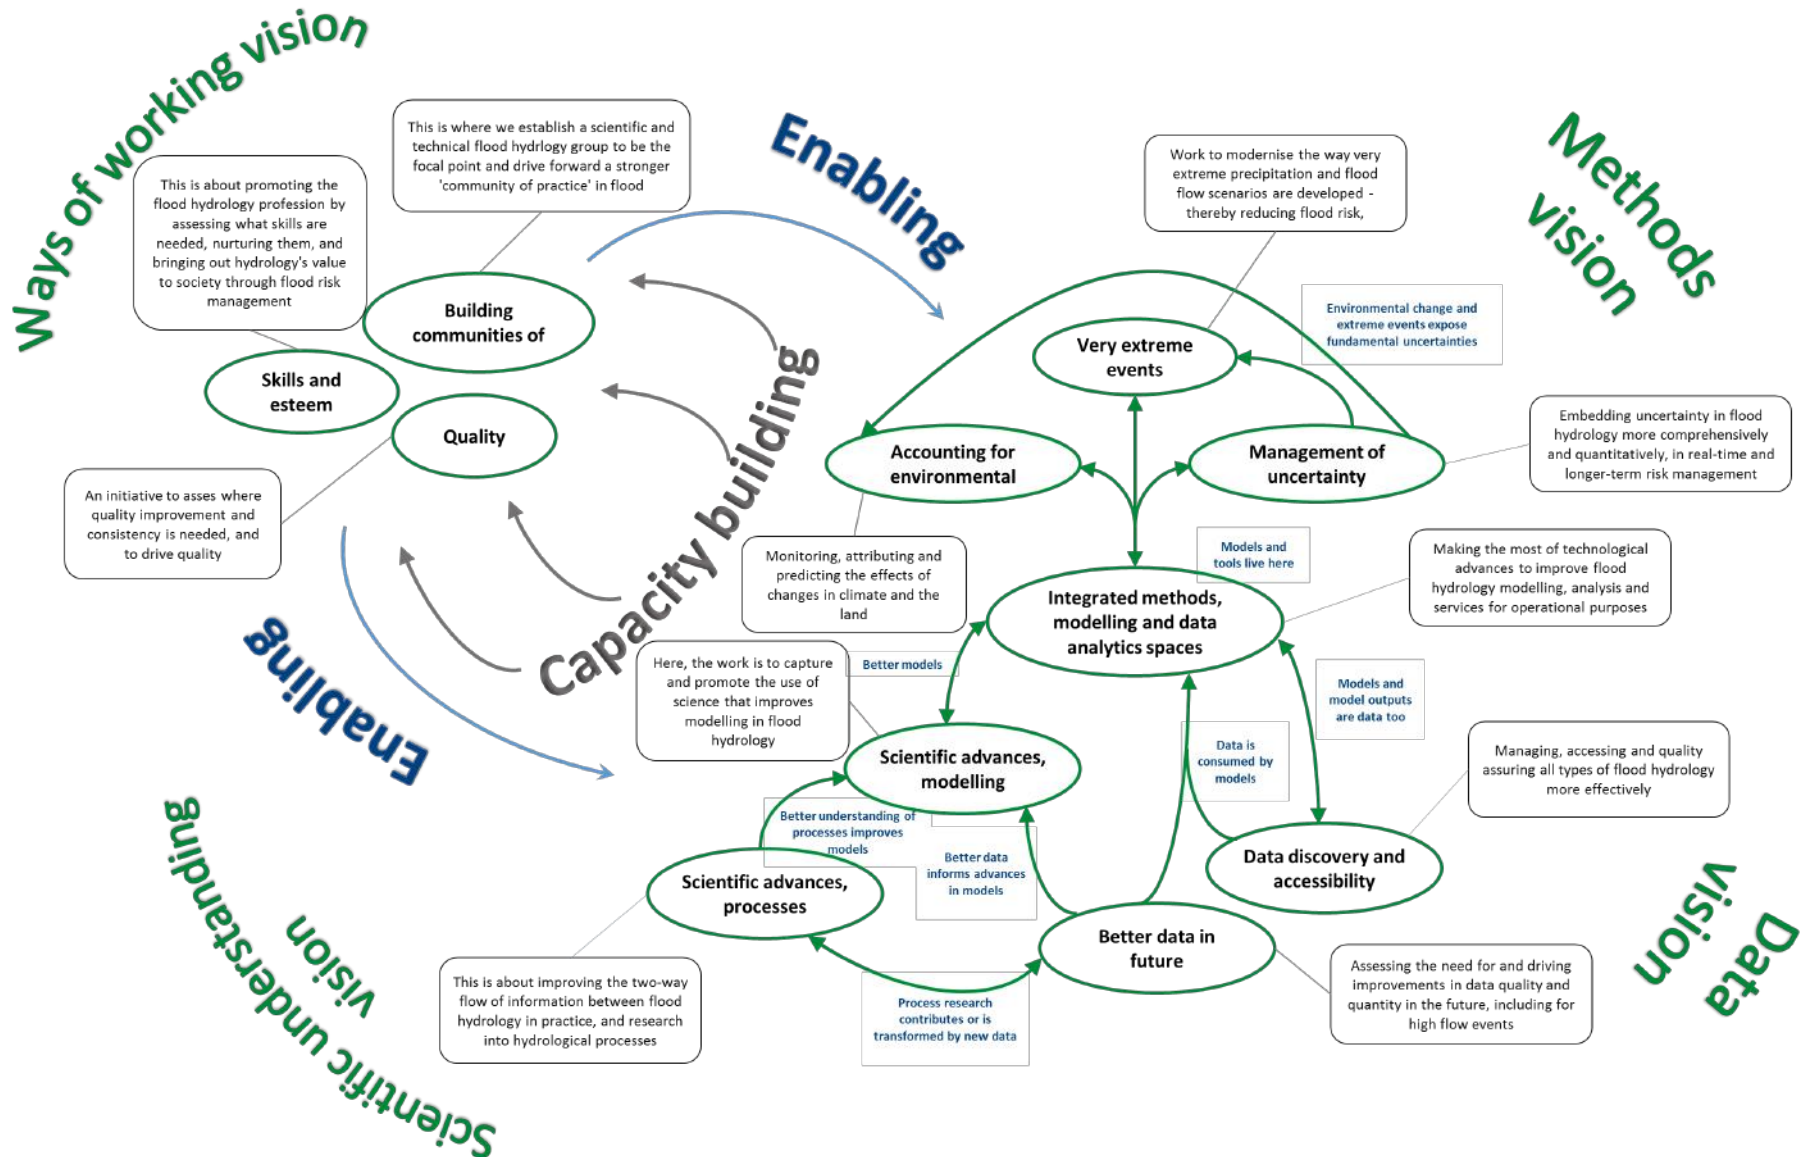 Ways of working vision
This is where we establish a scientific and
technical flood hydrlogy group to be the
focal point and drive forward a stronger
'community of practice' in flood
This is about promoting the
flood hydrology profession by
assessing what skills are
needed, nurturing them, and
bringing out hydrology's value
to society through flood risk
management
Building
communities of
Skills and
esteem
Quality
An initiative to asses where
quality improvement and
consistency is needed, and
to drive quality
Enabling
Capacity building
Enabling
Methods
vision
Work to modernise the way very
extreme precipitation and flood
flow scenarios are developed -
thereby reducing flood risk,
Environmental change and
extreme events expose
fundamental uncertainties
Very extreme
events
Accounting for
environmental
Management of
uncertainty
Embedding uncertainty in flood
hydrology more comprehensively
and quantitatively, in real-time and
longer-term risk management
Monitoring, attributing and
predicting the effects of
changes in climate and the
land
Models and
tools live here
Making the most of technological
advances to improve flood
hydrology modelling, analysis and
services for operational purposes
Integrated methods,
modelling and data
analytics spaces
Here, the work is to capture
and promote the use of
science that improves
modelling in flood
hydrology
Better models
Models and
model outputs
are data too
Data is
consumed by
models
Managing, accessing and quality
assuring all types of flood hydrology
more effectively
Scientific advances,
modelling
Better understanding of
processes improves
models
Better data
informs advances
in models
Data discovery and
accessibility
Scientific advances,
processes
Better data in
future
This is about improving the two-way
flow of information between flood
hydrology in practice, and research
into hydrological processes
Process research
contributes or is
transformed by new data
Assessing the need for and driving
improvements in data quality and
quantity in the future, including for
high flow events
Scientific understanding
vision
Data
vision